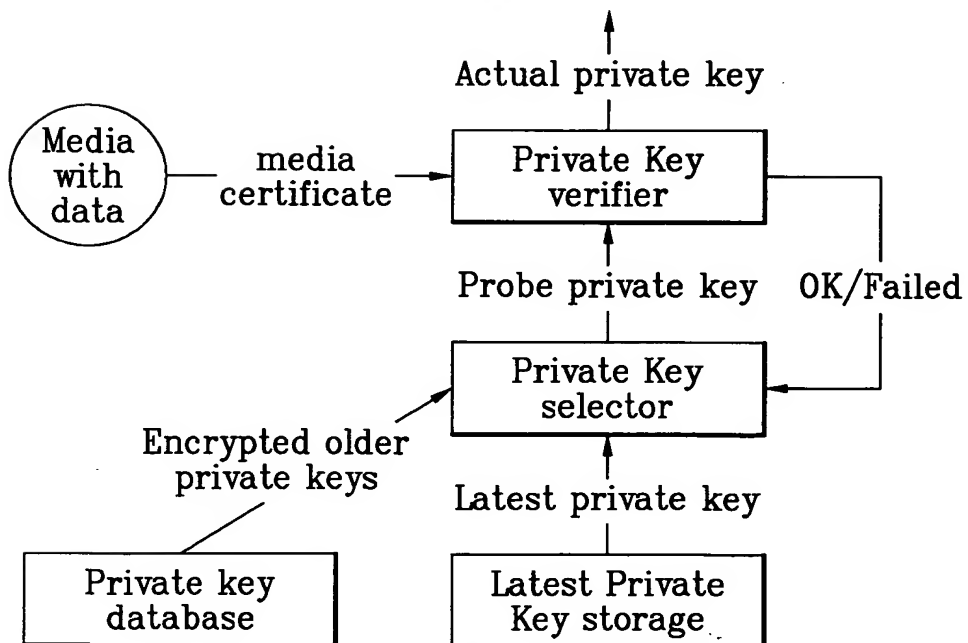 Actual private key
Media
with
data
media
certificate
Private Key
verifier
Probe private key
OK/Failed
Private Key
selector
Encrypted older
private keys
Latest private key
Private key
database
Latest Private
Key storage